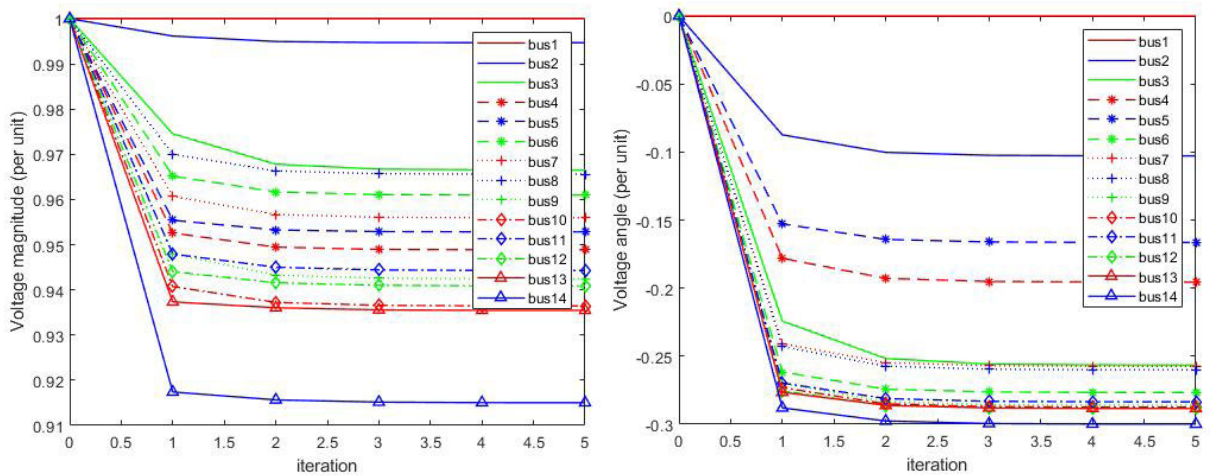 Voltage magnitude (per unit)
1
0.99
0.98
0.97
0.96
0.95
0.94
0.93
0.92
0.91
0 0.5 1 1.5 2 2.5 3 3.5 4 4.5 5
iteration
bus1
bus2
bus3
bus4
bus5
bus6
bus7
bus8
bus9
bus10
bus11
bus12
bus13
bus14
Voltage angle (per unit)
0
-0.05
-0.1
-0.15
-0.2
-0.25
-0.3
0 0.5 1 1.5 2 2.5 3 3.5 4 4.5 5
iteration
bus1
bus2
bus3
bus4
bus5
bus6
bus7
bus8
bus9
bus10
bus11
bus12
bus13
bus14